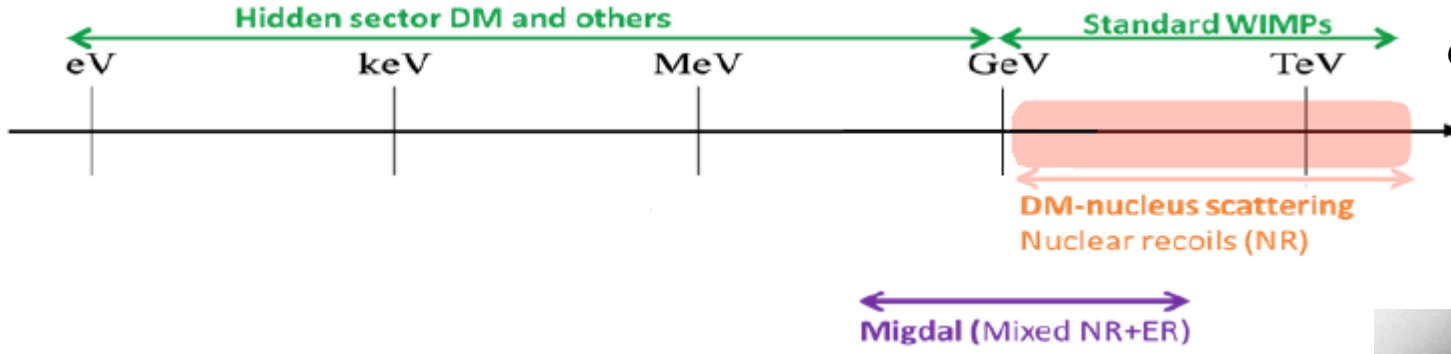 Hidden sector DM and others
Standard WIMPs
eV keV MeV GeV TeV
DM-nucleus scattering
Nuclear recoils (NR)
Migdal (Mixed NR+ER)